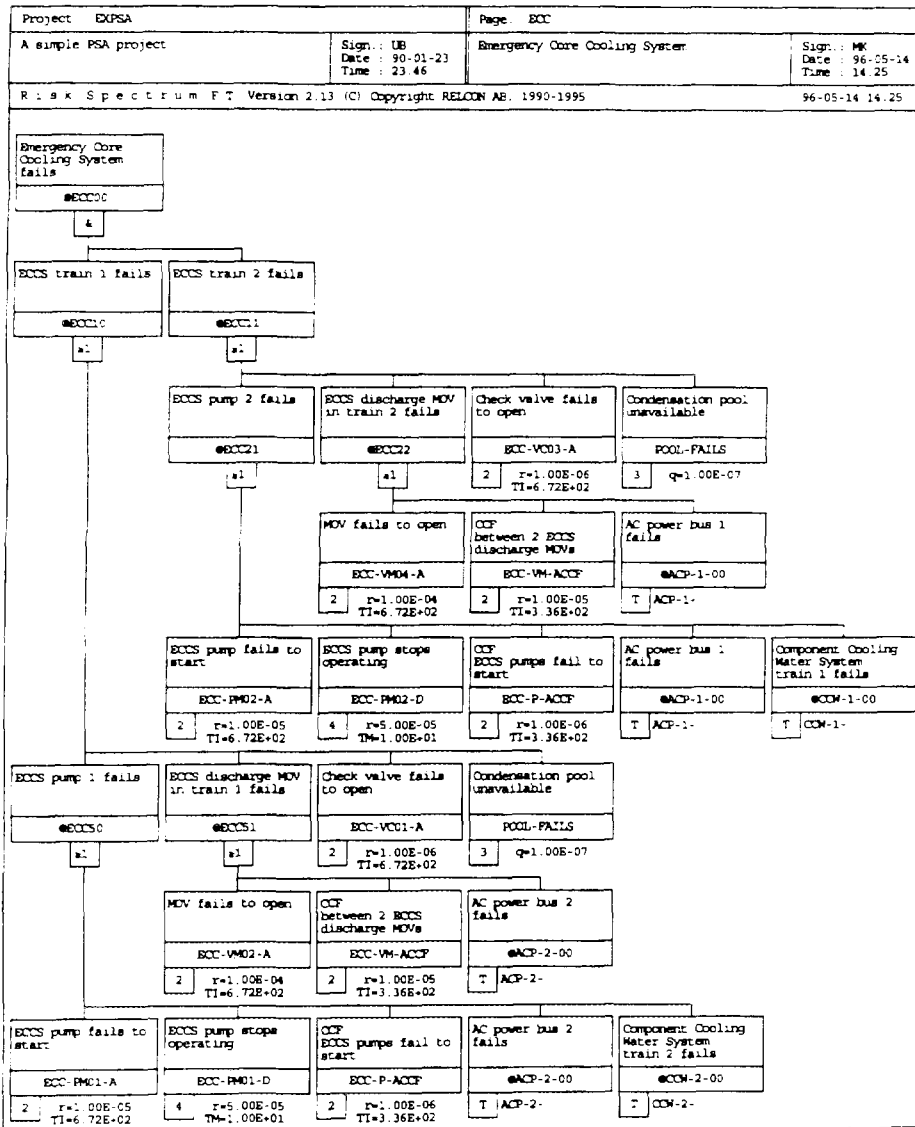 Project EXPSA
Page. ECC
A simple PSA project
Sign.: UB
Date : 90-01-23
Time : 23.46
Emergency Core Cooling System
Sign.: MK
Date : 96-05-14
Time : 14.25
Risk Spectrum FT Version 2.13 (C) Copyright RELCON AB. 1990-1995
96-05-14 14.25
Emergency Core
Cooling System
fails
@ECC00
&
ECCS train 1 fails
ECCS train 2 fails
@ECC10
@ECC11
≥1
≥1
ECCS pump 2 fails
ECCS discharge MOV
in train 2 fails
Check valve fails
to open
Condensation pool
unavailable
@ECC21
@ECC22
ECC-VC03-A
POOL-FAILS
≥1
≥1
2 r=1.00E-06
TI=6.72E+02
3 q=1.00E-07
MOV fails to open
CCF
between 2 ECCS
discharge MOVs
AC power bus 1
fails
ECC-VM04-A
ECC-VM-ACCF
@ACP-1-00
2 r=1.00E-04
TI=6.72E+02
2 r=1.00E-05
TI=3.36E+02
T ACP-1-
ECCS pump fails to
start
ECCS pump stops
operating
CCF
ECCS pumps fail to
start
AC power bus 1
fails
Component Cooling
Water System
train 1 fails
ECC-PM02-A
ECC-PM02-D
ECC-P-ACCF
@ACP-1-00
@CCW-1-00
2 r=1.00E-05
TI=6.72E+02
4 r=5.00E-05
TM=1.00E+01
2 r=1.00E-06
TI=3.36E+02
T ACP-1-
T CCW-1-
ECCS pump 1 fails
ECCS discharge MOV
in train 1 fails
Check valve fails
to open
Condensation pool
unavailable
@ECC50
@ECC51
ECC-VC01-A
POOL-FAILS
≥1
≥1
2 r=1.00E-06
TI=6.72E+02
3 q=1.00E-07
MOV fails to open
CCF
between 2 ECCS
discharge MOVs
AC power bus 2
fails
ECC-VM02-A
ECC-VM-ACCF
@ACP-2-00
2 r=1.00E-04
TI=6.72E+02
2 r=1.00E-05
TI=3.36E+02
T ACP-2-
ECCS pump fails to
start
ECCS pump stops
operating
CCF
ECCS pumps fail to
start
AC power bus 2
fails
Component Cooling
Water System
train 2 fails
ECC-PM01-A
ECC-PM01-D
ECC-P-ACCF
@ACP-2-00
@CCW-2-00
2 r=1.00E-05
TI=6.72E+02
4 r=5.00E-05
TM=1.00E+01
2 r=1.00E-06
TI=3.36E+02
T ACP-2-
T CCW-2-